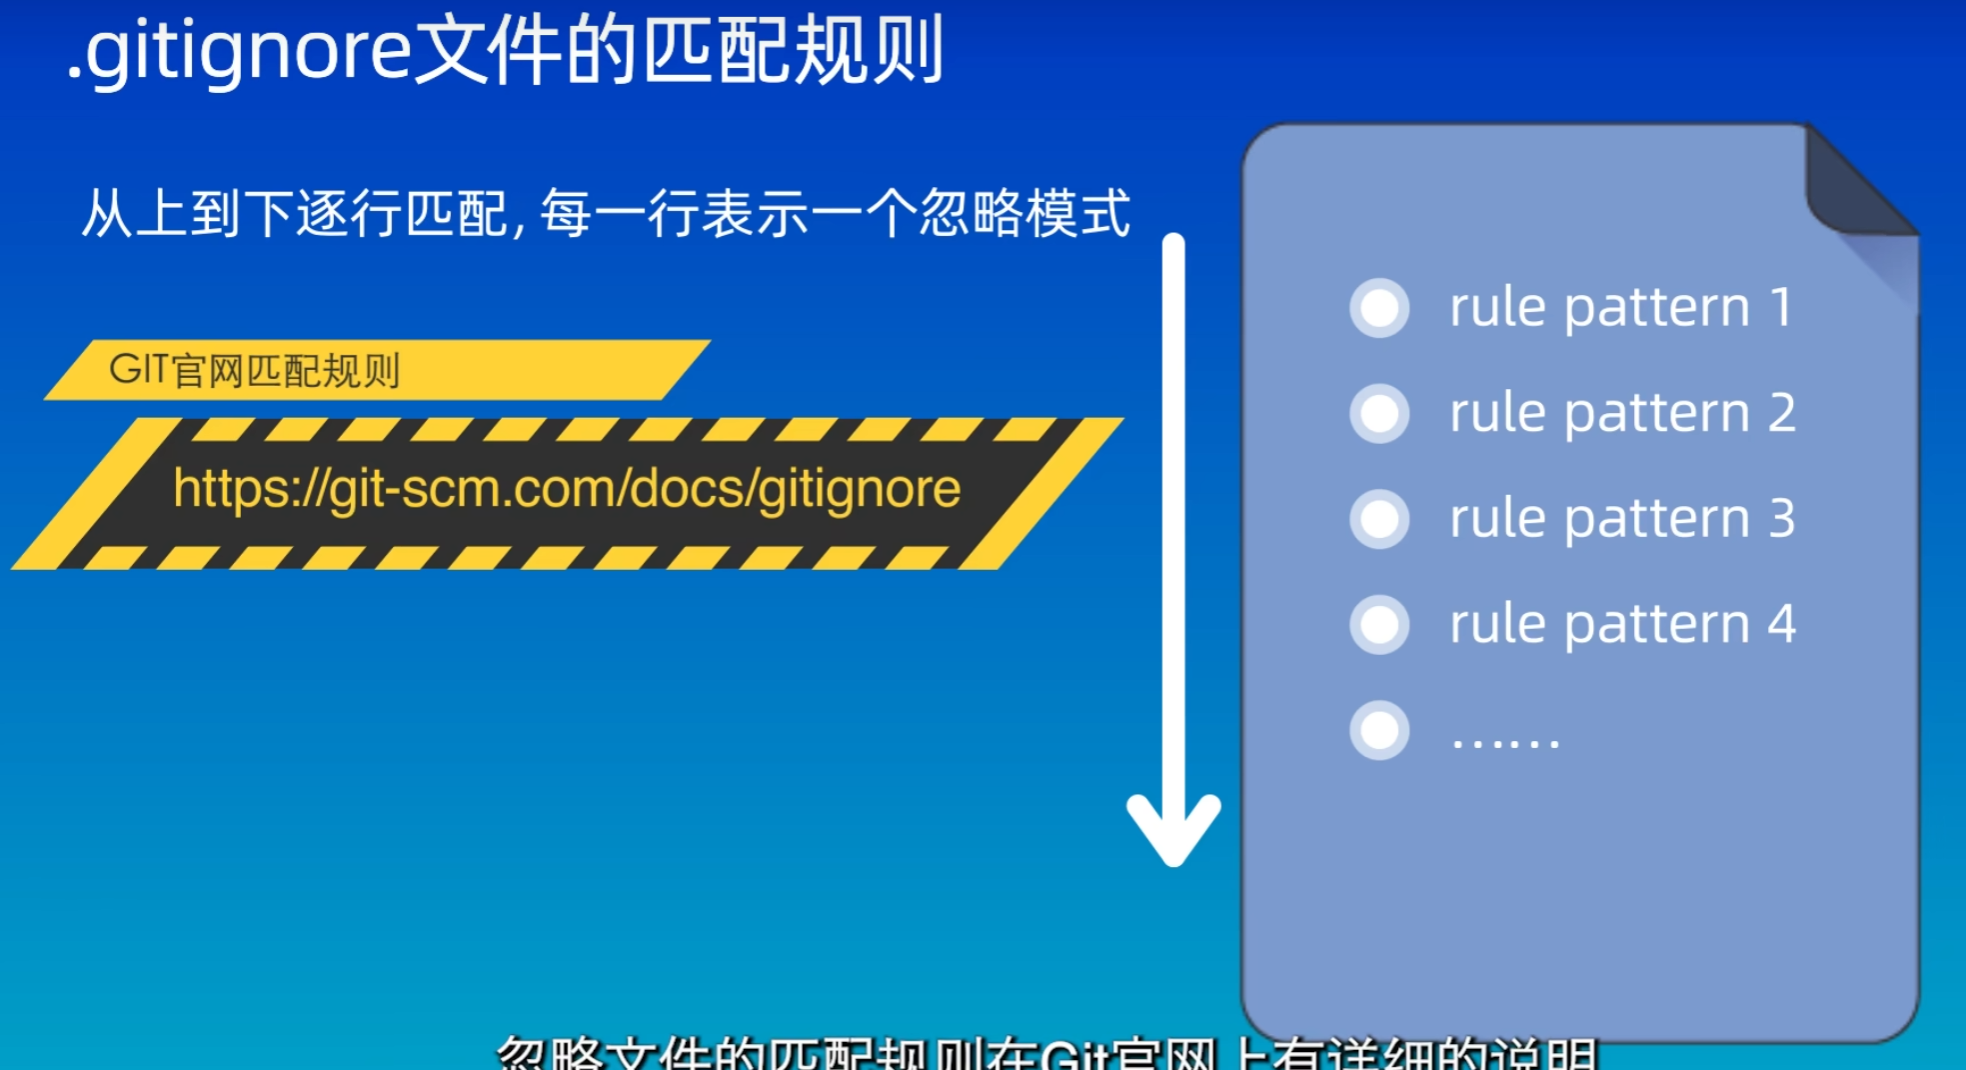 .gitignore文件的匹配规则
从上到下逐行匹配, 每一行表示一个忽略模式
GIT官网匹配规则
https://git-scm.com/docs/gitignore
rule pattern 1
rule pattern 2
rule pattern 3
rule pattern 4
……
忽略文件的匹配规则在Git官网上有详细的说明